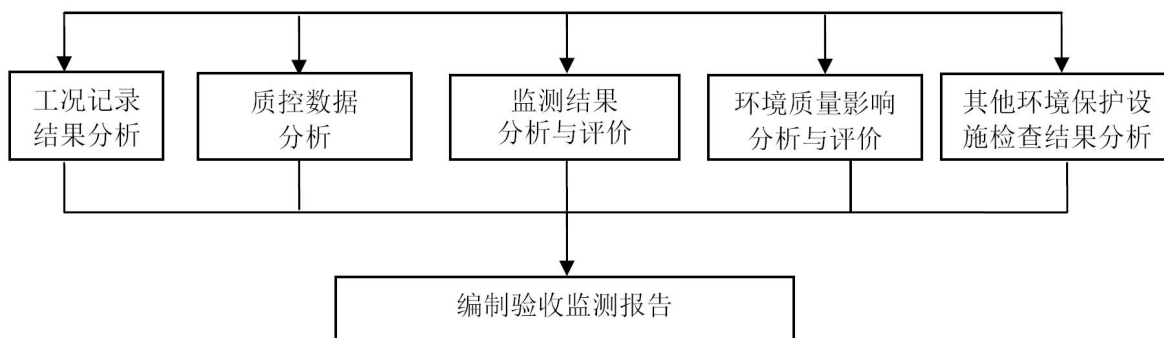 工况记录
结果分析
质控数据
分析
监测结果
分析与评价
环境质量影响
分析与评价
其他环境保护设
施检查结果分析
编制验收监测报告